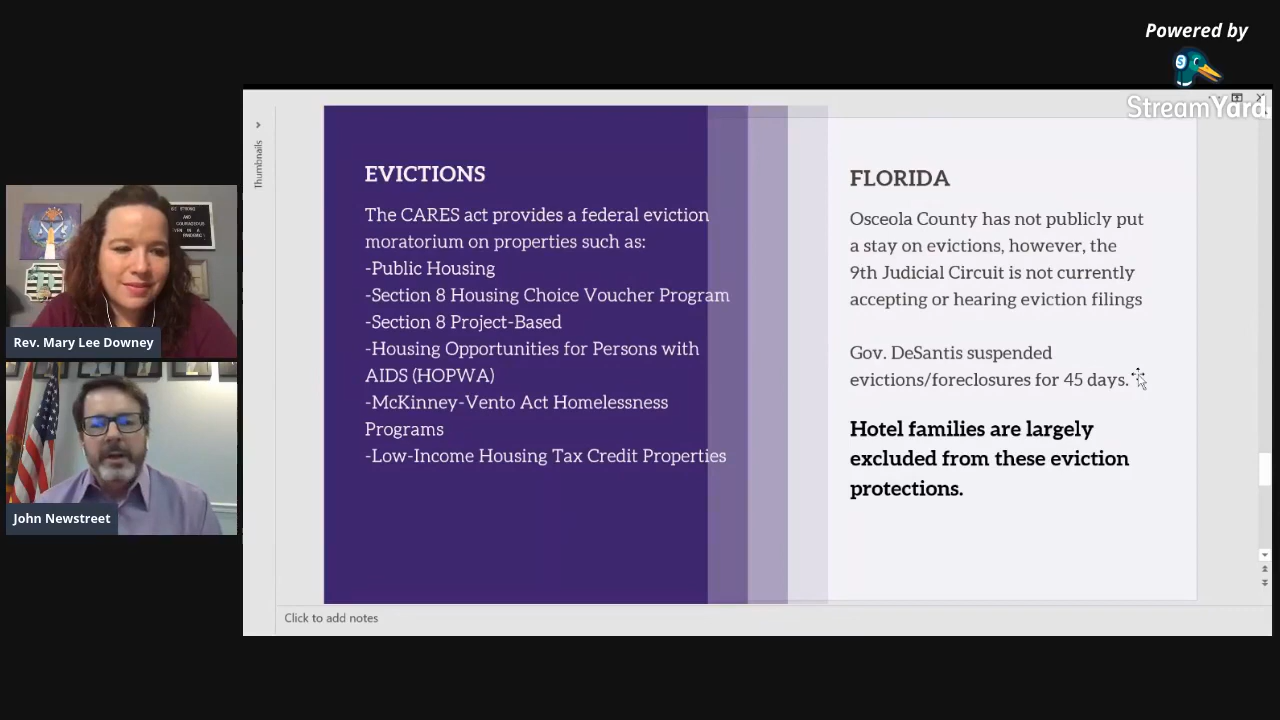 Powered by
StreamYard
Thumbnails
EVICTIONS
The CARES act provides a federal eviction
moratorium on properties such as:
-Public Housing
-Section 8 Housing Choice Voucher Program
-Section 8 Project-Based
-Housing Opportunities for Persons with
AIDS (HOPWA)
-McKinney-Vento Act Homelessness
Programs
-Low-Income Housing Tax Credit Properties
FLORIDA
Osceola County has not publicly put
a stay on evictions, however, the
9th Judicial Circuit is not currently
accepting or hearing eviction filings
Gov. DeSantis suspended
evictions/foreclosures for 45 days.
Hotel families are largely
excluded from these eviction
protections.
Click to add notes
AND
COURAGEOUS
PANDEMIC
Rev. Mary Lee Downey
John Newstreet